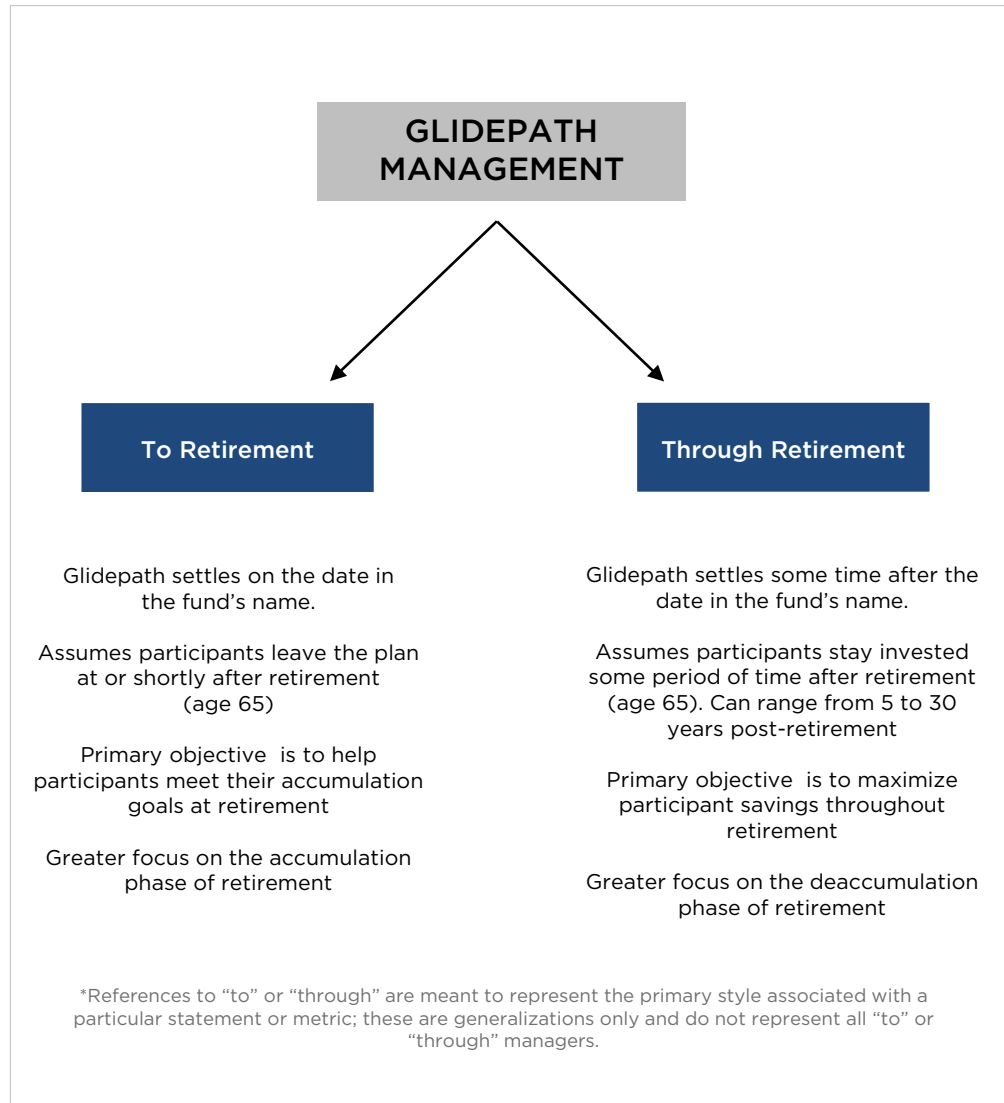 GLIDEPATH
MANAGEMENT
To Retirement
Glidepath settles on the date in
the fund’s name.
Assumes participants leave the plan
at or shortly after retirement
(age 65)
Primary objective  is to help
participants meet their accumulation
goals at retirement
Greater focus on the accumulation
phase of retirement
Through Retirement
Glidepath settles some time after the
date in the fund’s name.
Assumes participants stay invested
some period of time after retirement
(age 65). Can range from 5 to 30
years post-retirement
Primary objective  is to maximize
participant savings throughout
retirement
Greater focus on the deaccumulation
phase of retirement
*References to “to” or “through” are meant to represent the primary style associated with a
particular statement or metric; these are generalizations only and do not represent all “to” or
“through” managers.